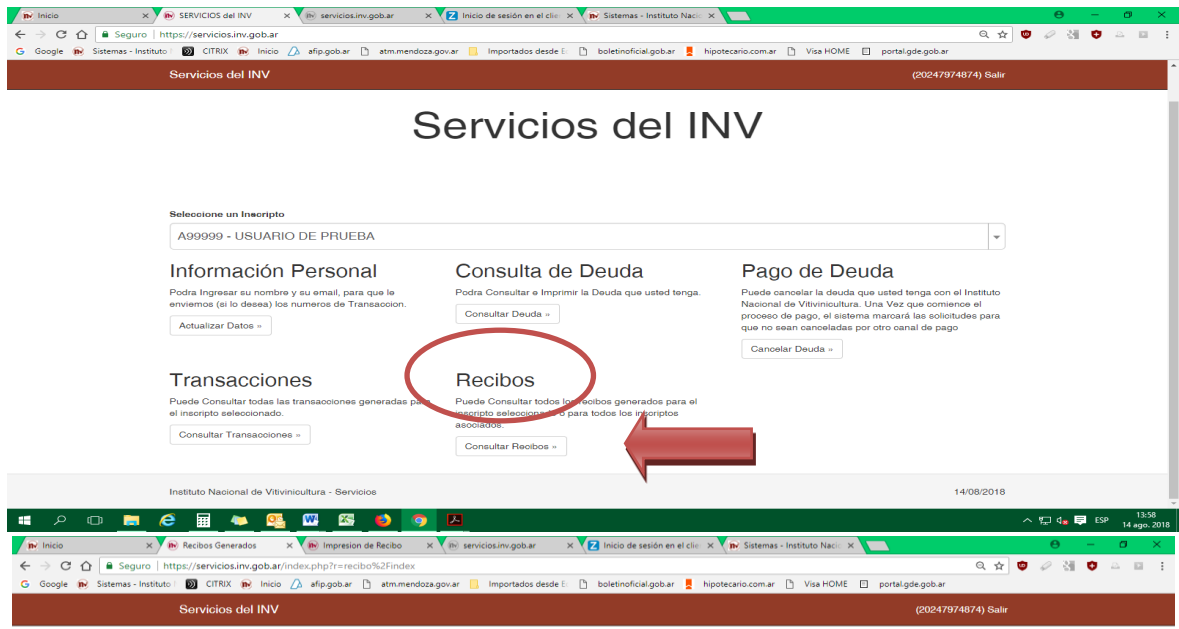 Inicio SERVICIOS del INV servicios.inv.gob.ar Inicio de sesión en el clie Sistemas - Instituto Nacio
Seguro | https://servicios.inv.gob.ar
Google Sistemas - Instituto CITRIX Inicio afip.gob.ar atm.mendoza.gov.ar Importados desde E boletinoficial.gob.ar hipotecario.com.ar Visa HOME portal.gde.gob.ar
Servicios del INV (20247974874) Salir
Servicios del INV
Seleccione un Inscripto
A99999 - USUARIO DE PRUEBA
Información Personal
Podra Ingresar su nombre y su email, para que le
enviemos (si lo desea) los numeros de Transaccion.
Actualizar Datos »
Consulta de Deuda
Podra Consultar e Imprimir la Deuda que usted tenga.
Consultar Deuda »
Pago de Deuda
Puede cancelar la deuda que usted tenga con el Instituto
Nacional de Vitivinicultura. Una Vez que comience el
proceso de pago, el sistema marcará las solicitudes para
que no sean canceladas por otro canal de pago
Cancelar Deuda »
Transacciones
Puede Consultar todas las transacciones generadas para
el inscripto seleccionado.
Consultar Transacciones »
Recibos
Puede Consultar todos los recibos generados para el
inscripto seleccionado o para todos los inscriptos
asociados.
Consultar Recibos »
Instituto Nacional de Vitivinicultura - Servicios 14/08/2018
ESP 13:58
14 ago. 2018
Inicio Recibos Generados Impresion de Recibo servicios.inv.gob.ar Inicio de sesión en el clie Sistemas - Instituto Nacio
Seguro | https://servicios.inv.gob.ar/index.php?r=recibo%2Findex
Google Sistemas - Instituto CITRIX Inicio afip.gob.ar atm.mendoza.gov.ar Importados desde E boletinoficial.gob.ar hipotecario.com.ar Visa HOME portal.gde.gob.ar
Servicios del INV (20247974874) Salir